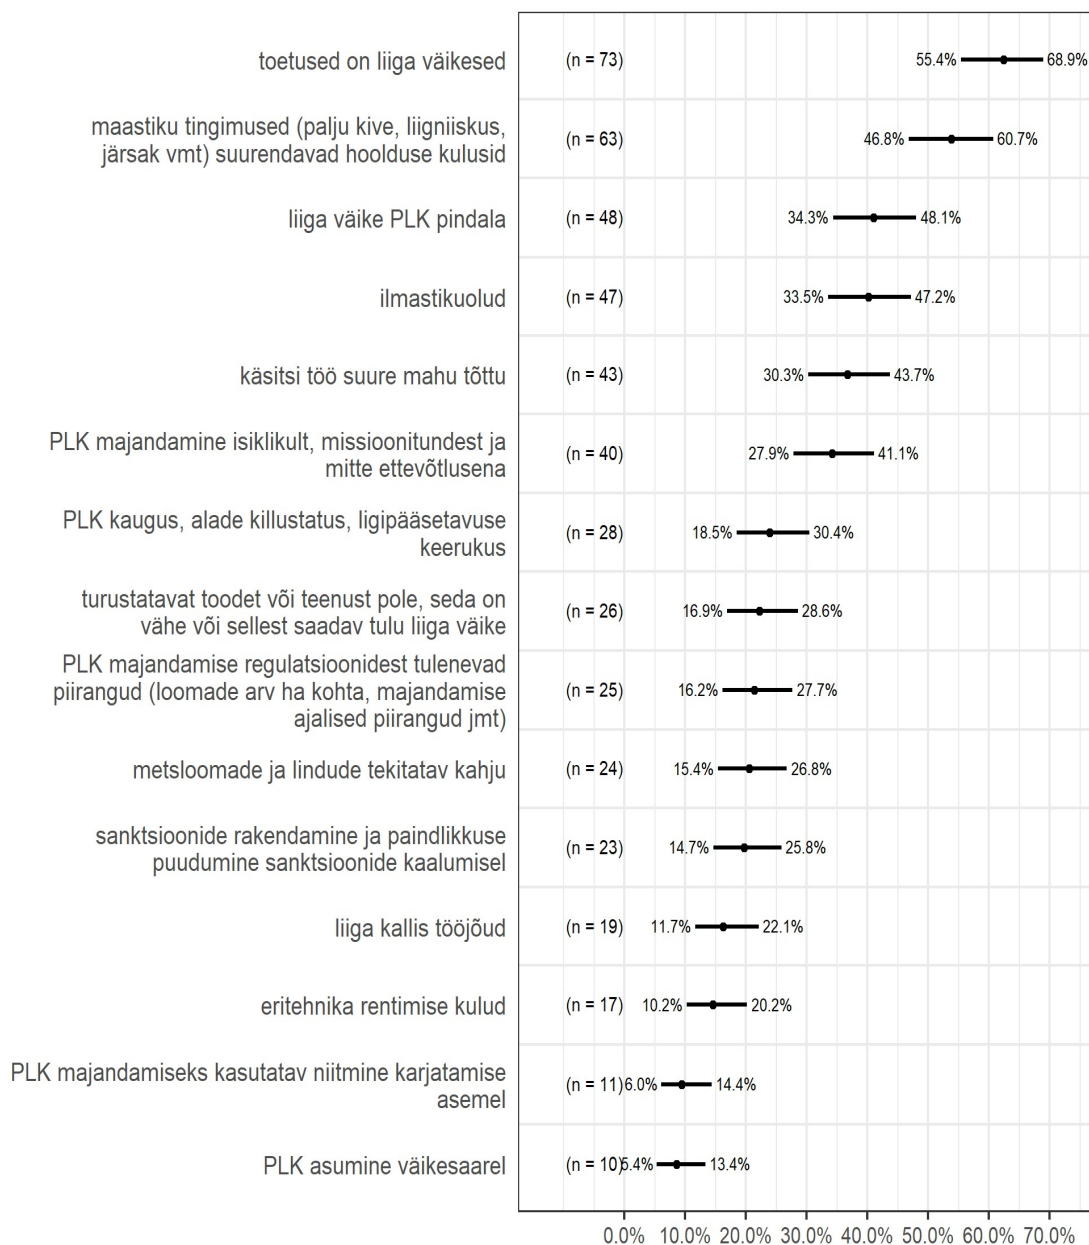 toetused on liiga väikesed
(n = 73)
55.4%
68.9%
maastiku tingimused (palju kive, liigniiskus,
järsak vmt) suurendavad hoolduse kulusid
(n = 63)
46.8%
60.7%
liiga väike PLK pindala
(n = 48)
34.3%
48.1%
ilmastikuolud
(n = 47)
33.5%
47.2%
käsitsi töö suure mahu tõttu
(n = 43)
30.3%
43.7%
PLK majandamine isiklikult, missioonitundest ja
mitte ettevõtlusena
(n = 40)
27.9%
41.1%
PLK kaugus, alade killustatus, ligipääsetavuse
keerukus
(n = 28)
18.5%
30.4%
turustatavat toodet või teenust pole, seda on
vähe või sellest saadav tulu liiga väike
(n = 26)
16.9%
28.6%
PLK majandamise regulatsioonidest tulenevad
piirangud (loomade arv ha kohta, majandamise
ajalised piirangud jmt)
(n = 25)
16.2%
27.7%
metsloomade ja lindude tekitatav kahju
(n = 24)
15.4%
26.8%
sanktsioonide rakendamine ja paindlikkuse
puudumine sanktsioonide kaalumisel
(n = 23)
14.7%
25.8%
liiga kallis tööjõud
(n = 19)
11.7%
22.1%
eritehnika rentimise kulud
(n = 17)
10.2%
20.2%
PLK majandamiseks kasutatav niitmine karjatamise
asemel
(n = 11)
6.0%
14.4%
PLK asumine väikesaarel
(n = 10)
5.4%
13.4%
0.0% 10.0% 20.0% 30.0% 40.0% 50.0% 60.0% 70.0%